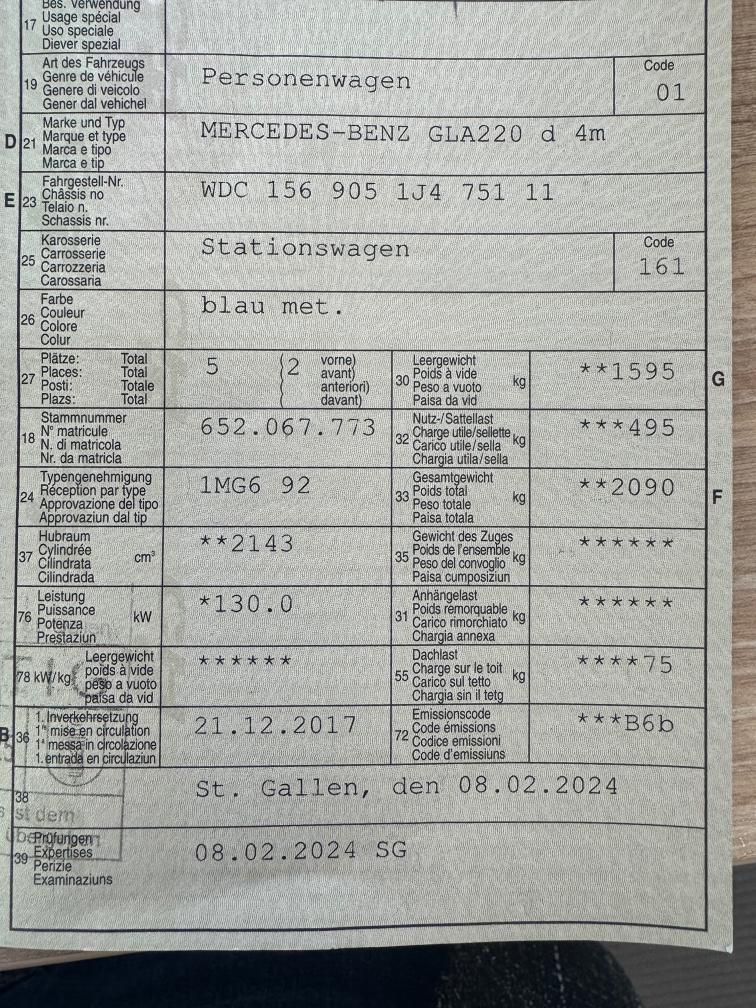 Bes. Verwendung
17 Usage spécial
Uso speciale
Diever spezial
19 Art des Fahrzeugs
Genre de véhicule
Genere di veicolo
Gener dal vehichel
Personenwagen
Code
01
D 21 Marke und Typ
Marque et type
Marca e tipo
Marca e tip
MERCEDES-BENZ GLA220 d 4m
E 23 Fahrgestell-Nr.
Châssis no
Telaio n.
Schassis nr.
WDC 156 905 1J4 751 11
25 Karosserie
Carrosserie
Carrozzeria
Carossaria
Stationswagen
Code
161
26 Farbe
Couleur
Colore
Colur
blau met.
27 Plätze: Total
Places: Total
Posti: Totale
Plazs: Total
5 (2 vorne)
avant)
anteriori)
davant)
30 Leergewicht
Poids à vide
Peso a vuoto
Paisa da vid
kg
**1595
G
18 Stammnummer
N° matricule
N. di matricola
Nr. da matricla
652.067.773
32 Nutz-/Sattellast
Charge utile/sellette
Carico utile/sella
Chargia utila/sella
kg
***495
24 Typengenehmigung
Réception par type
Approvazione del tipo
Approvaziun dal tip
1MG6 92
33 Gesamtgewicht
Poids total
Peso totale
Paisa totala
kg
**2090
F
37 Hubraum
Cylindrée
Cilindrata
Cilindrada
cm³
**2143
35 Gewicht des Zuges
Poids de l'ensemble
Peso del convoglio
Paisa cumposiziun
kg
******
76 Leistung
Puissance
Potenza
Prestaziun
kW
*130.0
31 Anhängelast
Poids remorquable
Carico rimorchiato
Chargia annexa
kg
******
78 kW/kg Leergewicht
poids à vide
peso a vuoto
paisa da vid
******
55 Dachlast
Charge sur le toit
Carico sul tetto
Chargia sin il tetg
kg
****75
B 36 1. Inverkehrsetzung
1re mise en circulation
1a messa in circolazione
1. entrada en circulaziun
21.12.2017
72 Emissionscode
Code émissions
Codice emissioni
Code d'emissiuns
***B6b
38
St. Gallen, den 08.02.2024
st dem
39 Prüfungen
Expertises
Perizie
Examinaziuns
08.02.2024 SG